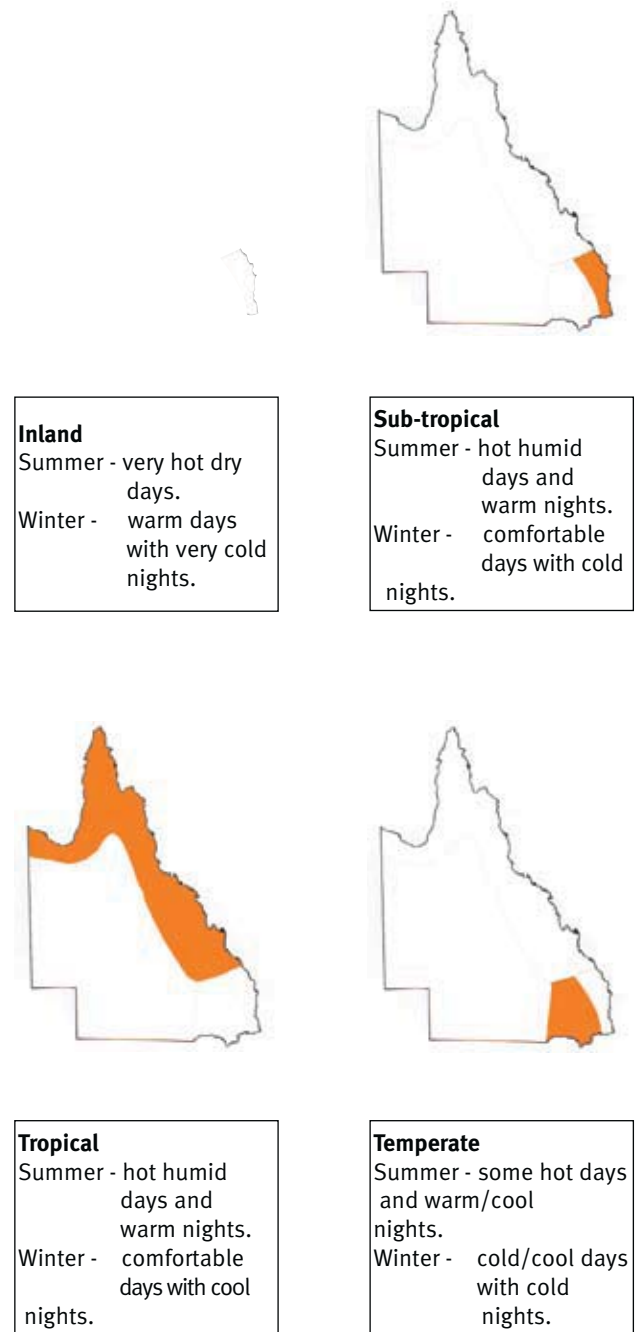 Inland
Summer - very hot dry
days.
Winter - warm days
with very cold
nights.
Sub-tropical
Summer - hot humid
days and
warm nights.
Winter - comfortable
days with cold
nights.
Tropical
Summer - hot humid
days and
warm nights.
Winter - comfortable
days with cool
nights.
Temperate
Summer - some hot days
and warm/cool
nights.
Winter - cold/cool days
with cold
nights.